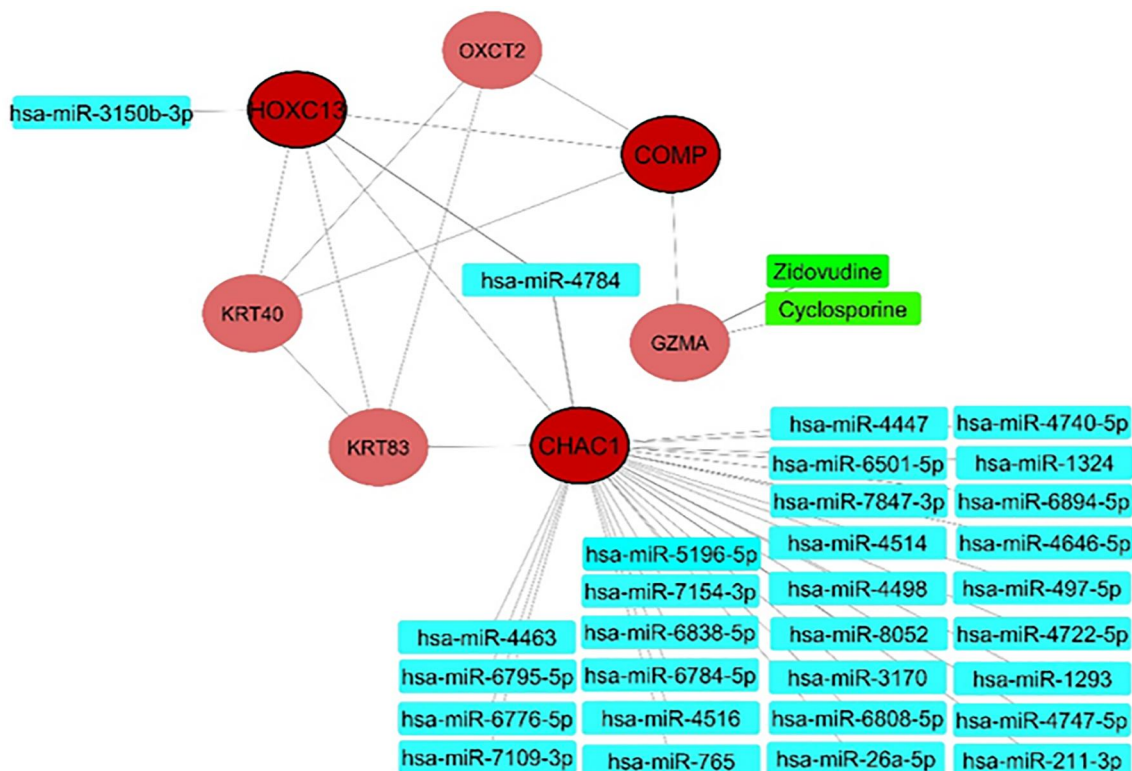 OXCT2
HOXC13
hsa-miR-3150b-3p
COMP
hsa-miR-4784
Zidovudine
Cyclosporine
KRT40
GZMA
KRT83
CHAC1
hsa-miR-4447
hsa-miR-4740-5p
hsa-miR-6501-5p
hsa-miR-1324
hsa-miR-7847-3p
hsa-miR-6894-5p
hsa-miR-5196-5p
hsa-miR-4514
hsa-miR-4646-5p
hsa-miR-7154-3p
hsa-miR-4498
hsa-miR-497-5p
hsa-miR-4463
hsa-miR-6838-5p
hsa-miR-8052
hsa-miR-4722-5p
hsa-miR-6795-5p
hsa-miR-6784-5p
hsa-miR-3170
hsa-miR-1293
hsa-miR-6776-5p
hsa-miR-4516
hsa-miR-6808-5p
hsa-miR-4747-5p
hsa-miR-7109-3p
hsa-miR-765
hsa-miR-26a-5p
hsa-miR-211-3p